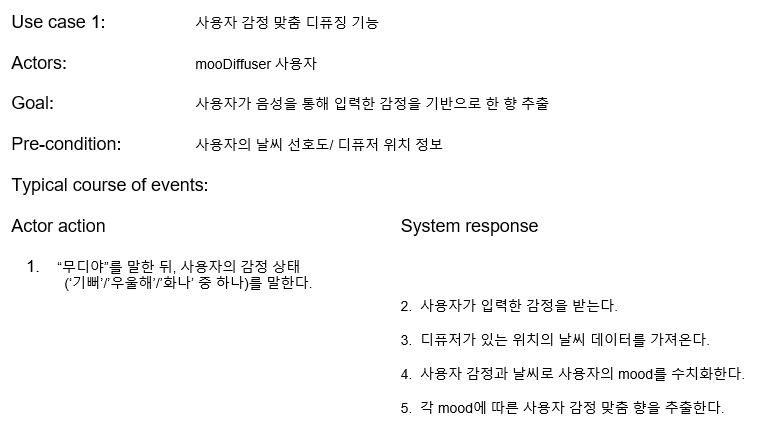 Use case 1: 사용자 감정 맞춤 디퓨징 기능
Actors: mooDiffuser 사용자
Goal: 사용자가 음성을 통해 입력한 감정을 기반으로 한 향 추출
Pre-condition: 사용자의 날씨 선호도/ 디퓨저 위치 정보
Typical course of events:
Actor action System response
1. “무디야”를 말한 뒤, 사용자의 감정 상태
(‘기뻐’/’우울해’/’화나’ 중 하나)를 말한다.
2. 사용자가 입력한 감정을 받는다.
3. 디퓨저가 있는 위치의 날씨 데이터를 가져온다.
4. 사용자 감정과 날씨로 사용자의 mood를 수치화한다.
5. 각 mood에 따른 사용자 감정 맞춤 향을 추출한다.